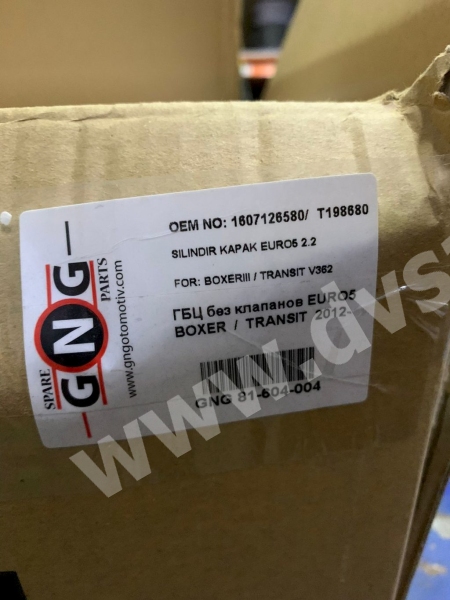 OEM NO: 1607126580/ T198680
SILINDIR KAPAK EURO5 2.2
FOR: BOXERIII / TRANSIT V362
ГБЦ без клапанов EURO5
BOXER / TRANSIT 2012-
GNG 81-604-004
SPARE GNG PARTS
www.gngotomotiv.com
www.dvs